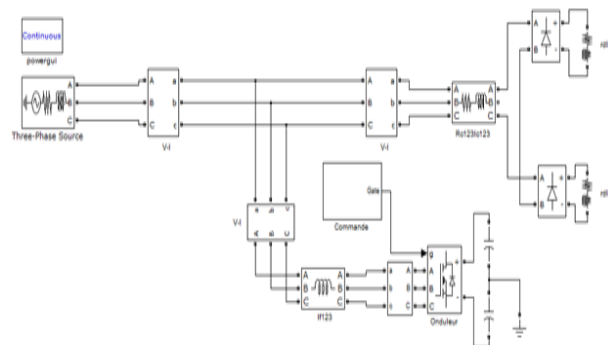 Continuous
powergui
Three-Phase Source
A
B
C
A
B
C
a
b
c
V-I
A
B
C
a
b
c
V-I
A
B
C
A
B
C
Rc123lc123
A
B
+
-
A
B
+
-
V-I
a
b
c
A
B
C
Gate
Commande
A
B
C
A
B
C
lf123
a
b
c
A
B
C
g
A
B
C
+
-
Onduleur